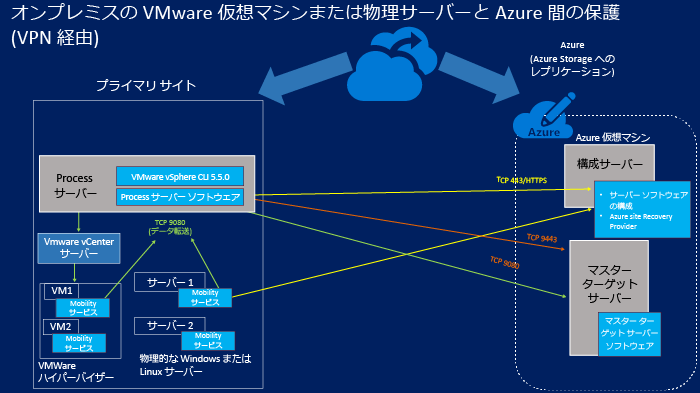 オンプレミスの VMware 仮想マシンまたは物理サーバーと Azure 間の保護
(VPN 経由)
Azure
(Azure Storage への
レプリケーション)
プライマリ サイト
Azure
Azure 仮想マシン
Process
サーバー
VMware vSphere CLI 5.5.0
Process サーバー ソフトウェア
TCP 443/HTTPS
構成サーバー
• サーバー ソフトウェア
の構成
• Azure site Recovery
Provider
TCP 9080
(データ転送)
TCP 9443
TCP 9080
Vmware vCenter
サーバー
マスター
ターゲット
サーバー
マスター ター
ゲット サーバー
ソフトウェア
VM1
Mobility
サービス
VM2
Mobility
サービス
サーバー 1
Mobility
サービス
サーバー 2
Mobility
サービス
VMWare
ハイパーバイザー
物理的な Windows または
Linux サーバー